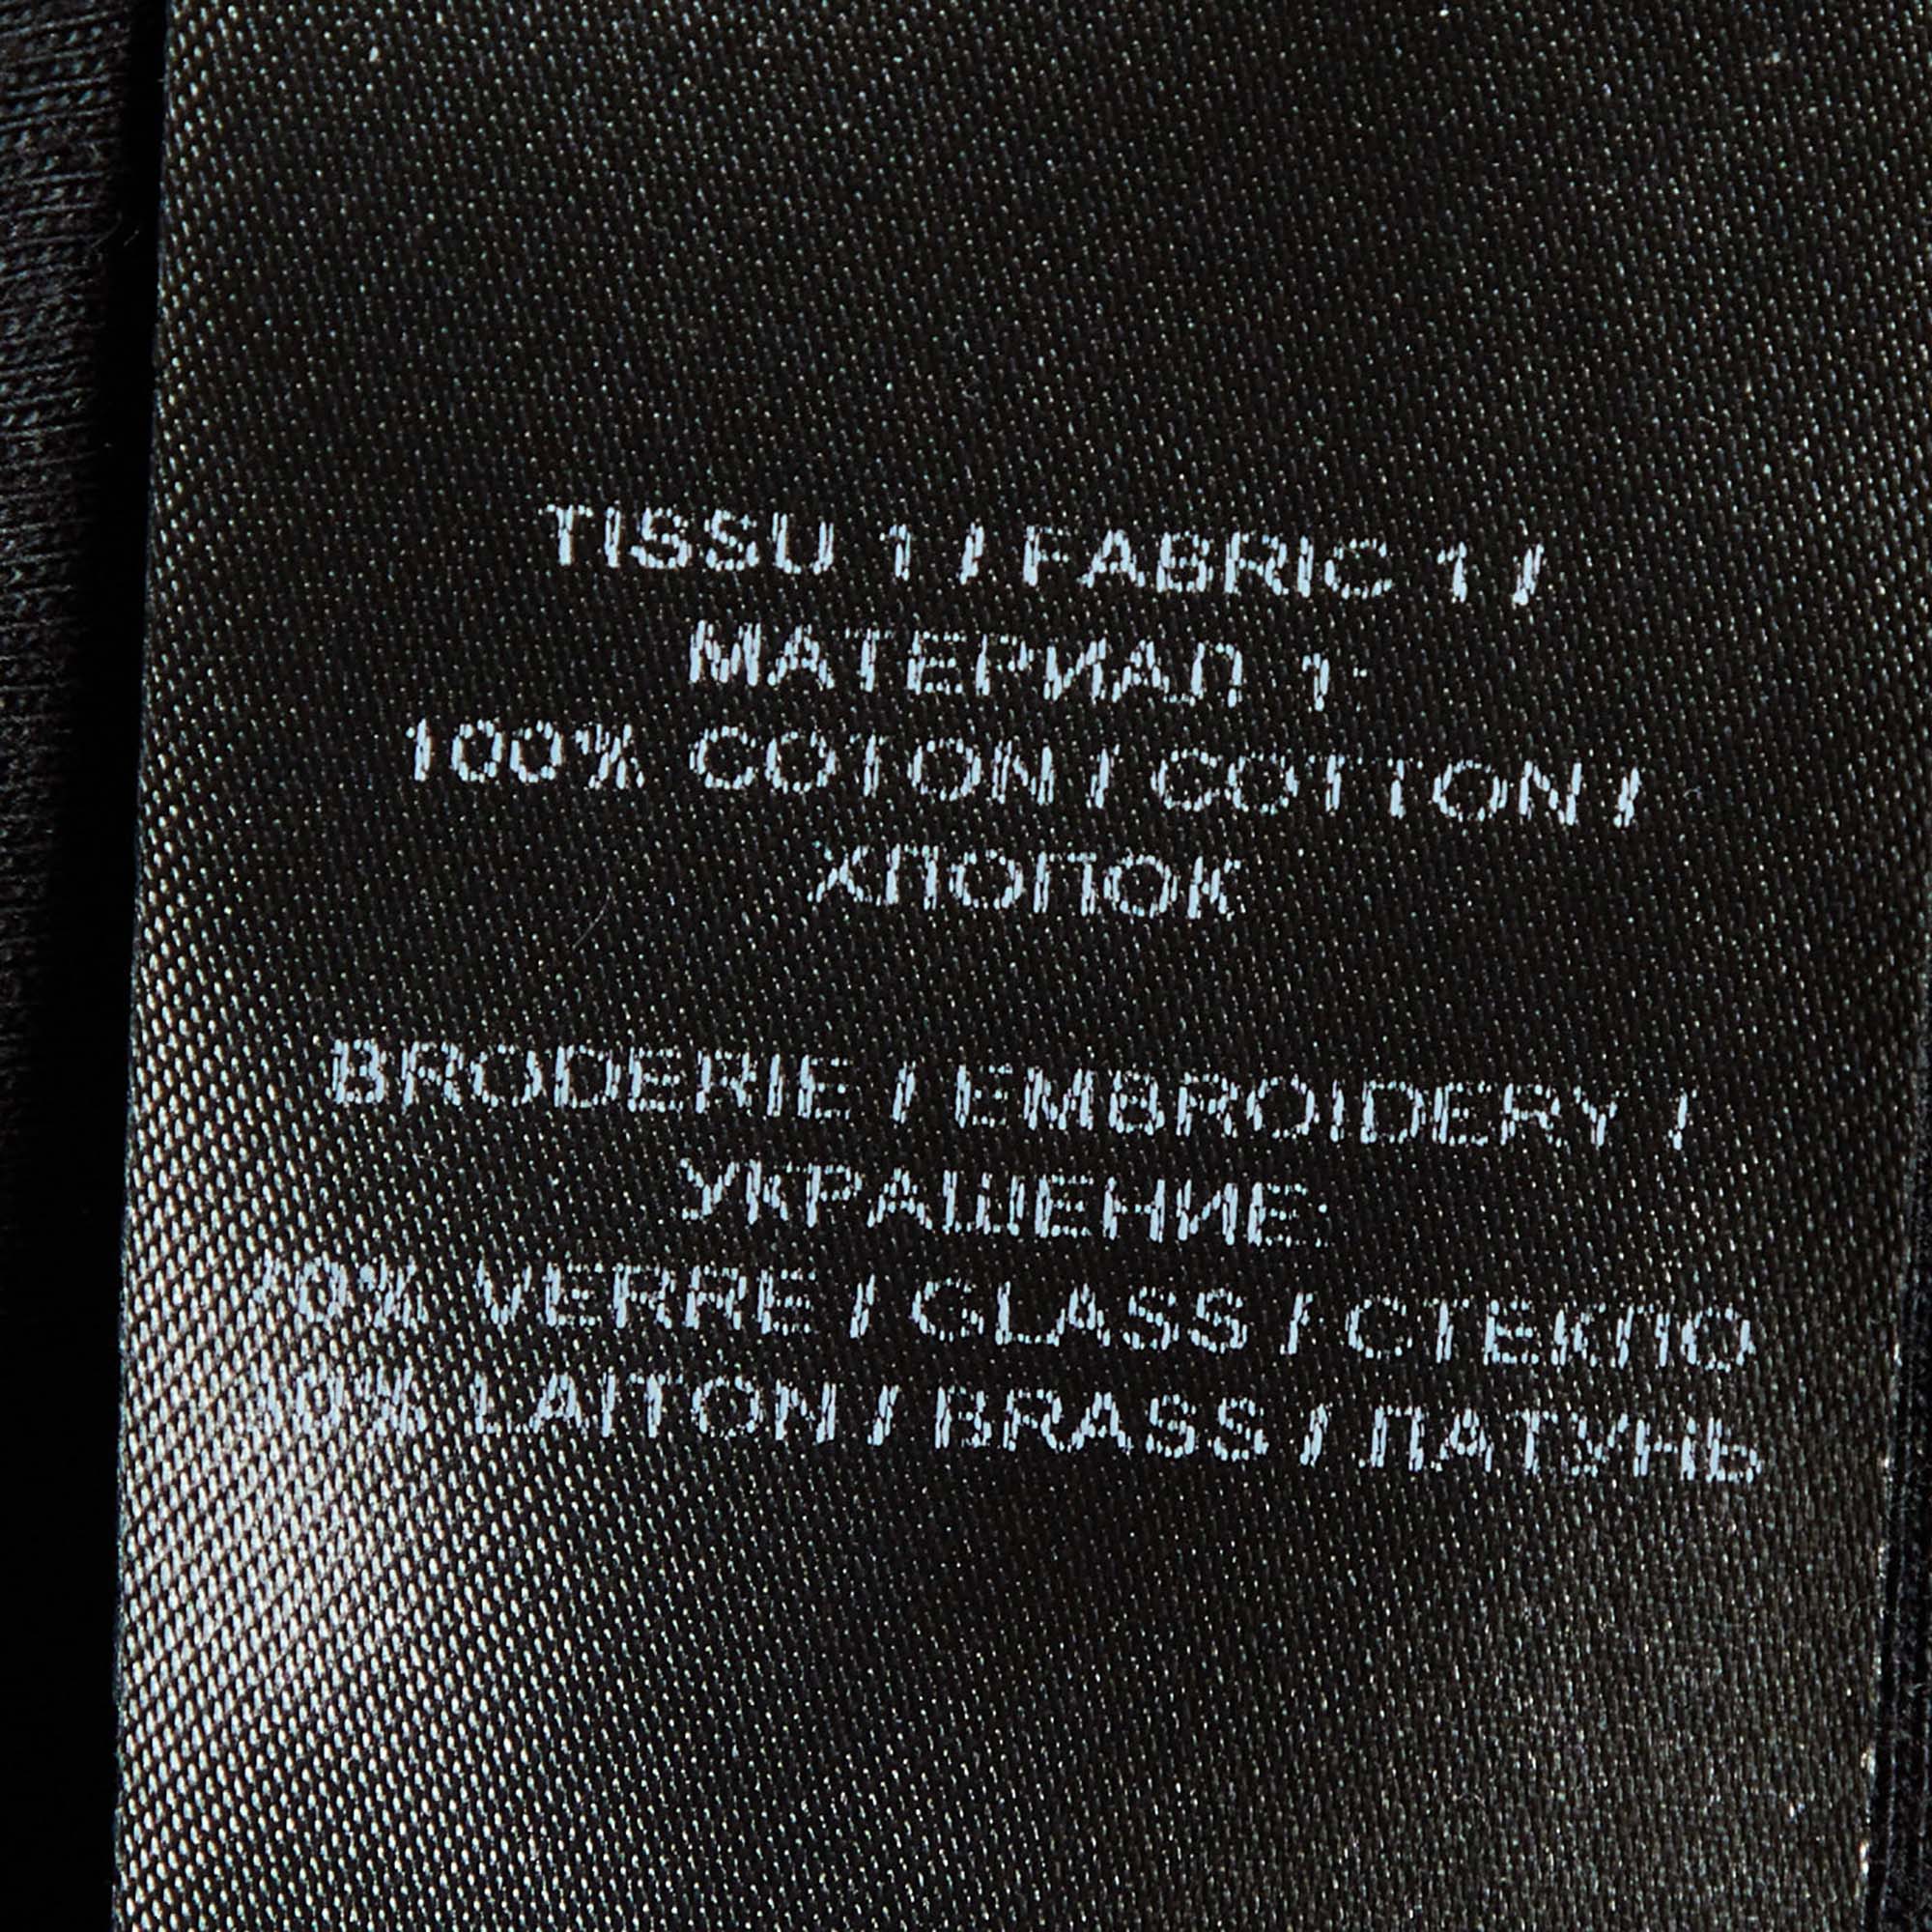 TISSU 1 / FABRIC 1 /
МАТЕРИАЛ 1:
100% COTON / COTTON /
ХЛОПОК
BRODERIE / EMBROIDERY /
УКРАШЕНИЕ:
70% VERRE / GLASS / СТЕКЛО
LAITON / BRASS / ЛАТУНЬ